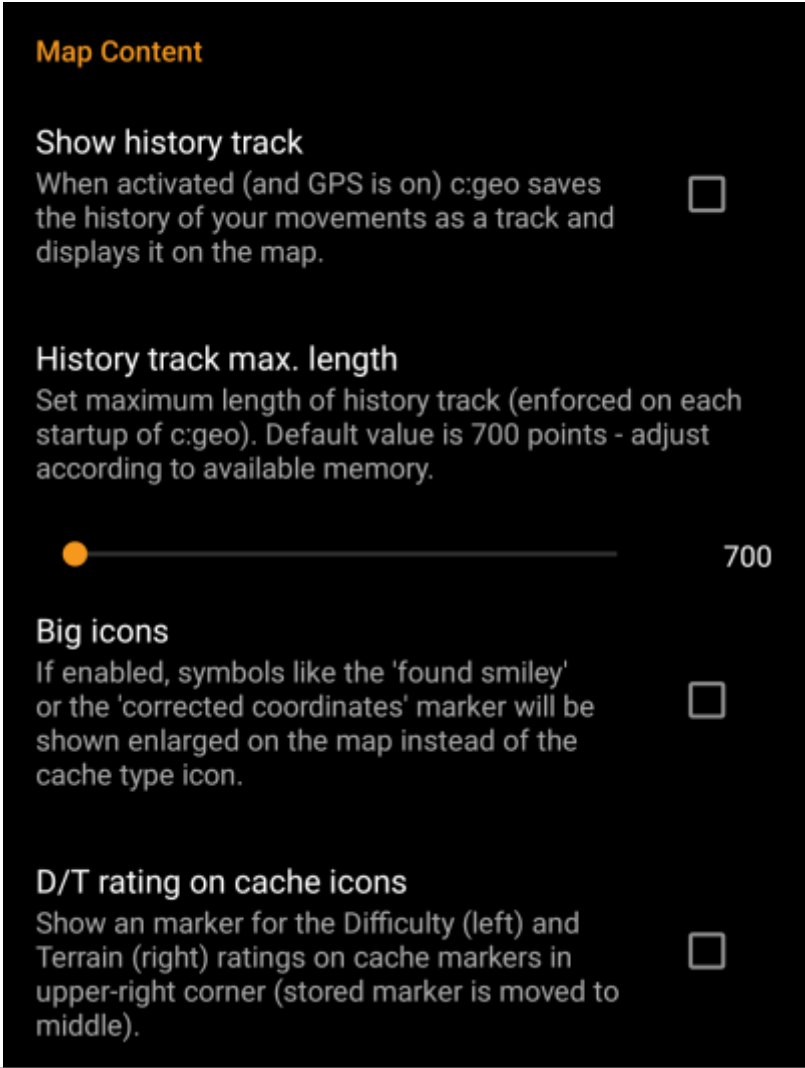 Map Content
Show history track
When activated (and GPS is on) c:geo saves
the history of your movements as a track and
displays it on the map.
History track max. length
Set maximum length of history track (enforced on each
startup of c:geo). Default value is 700 points - adjust
according to available memory.
700
Big icons
If enabled, symbols like the 'found smiley'
or the 'corrected coordinates' marker will be
shown enlarged on the map instead of the
cache type icon.
D/T rating on cache icons
Show an marker for the Difficulty (left) and
Terrain (right) ratings on cache markers in
upper-right corner (stored marker is moved to
middle).